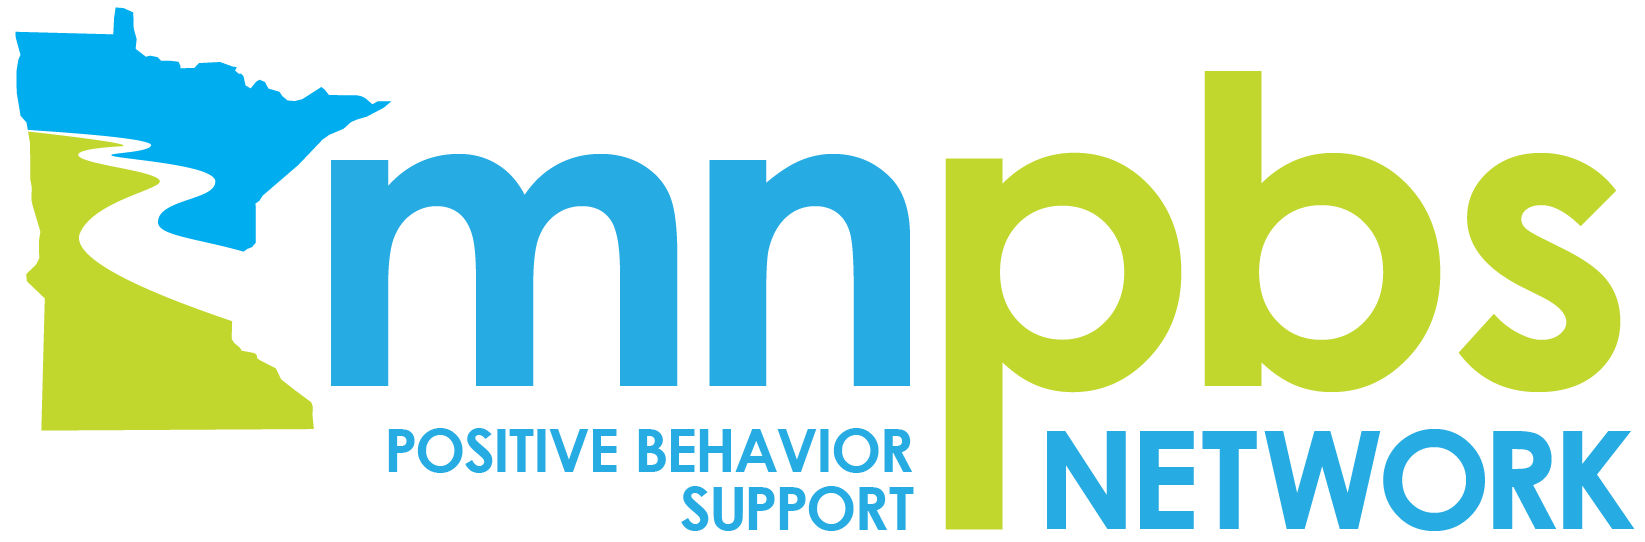 mnpbs
POSITIVE BEHAVIOR
SUPPORT
NETWORK